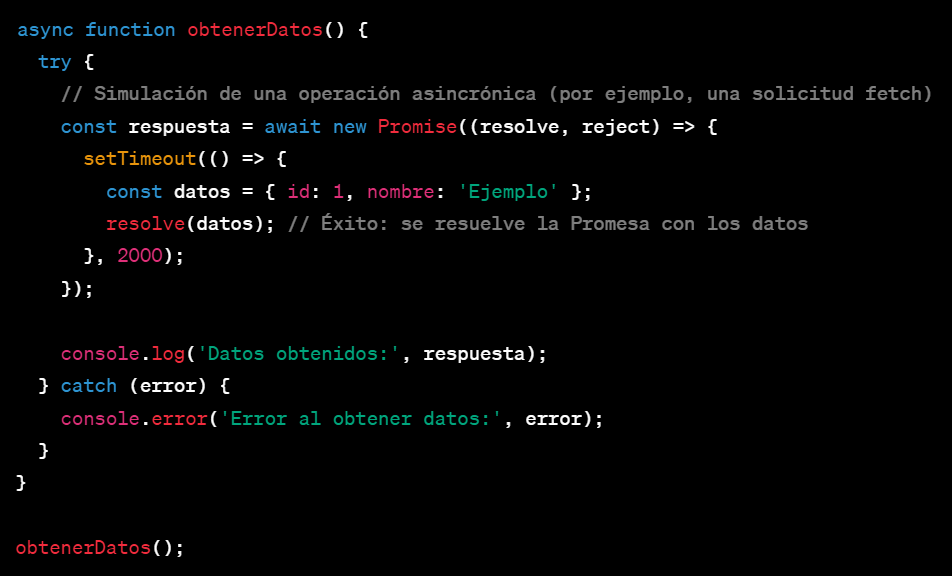 async function obtenerDatos() {
  try {
    // Simulación de una operación asincrónica (por ejemplo, una solicitud fetch)
    const respuesta = await new Promise((resolve, reject) => {
      setTimeout(() => {
        const datos = { id: 1, nombre: 'Ejemplo' };
        resolve(datos); // Éxito: se resuelve la Promesa con los datos
      }, 2000);
    });

    console.log('Datos obtenidos:', respuesta);
  } catch (error) {
    console.error('Error al obtener datos:', error);
  }
}

obtenerDatos();